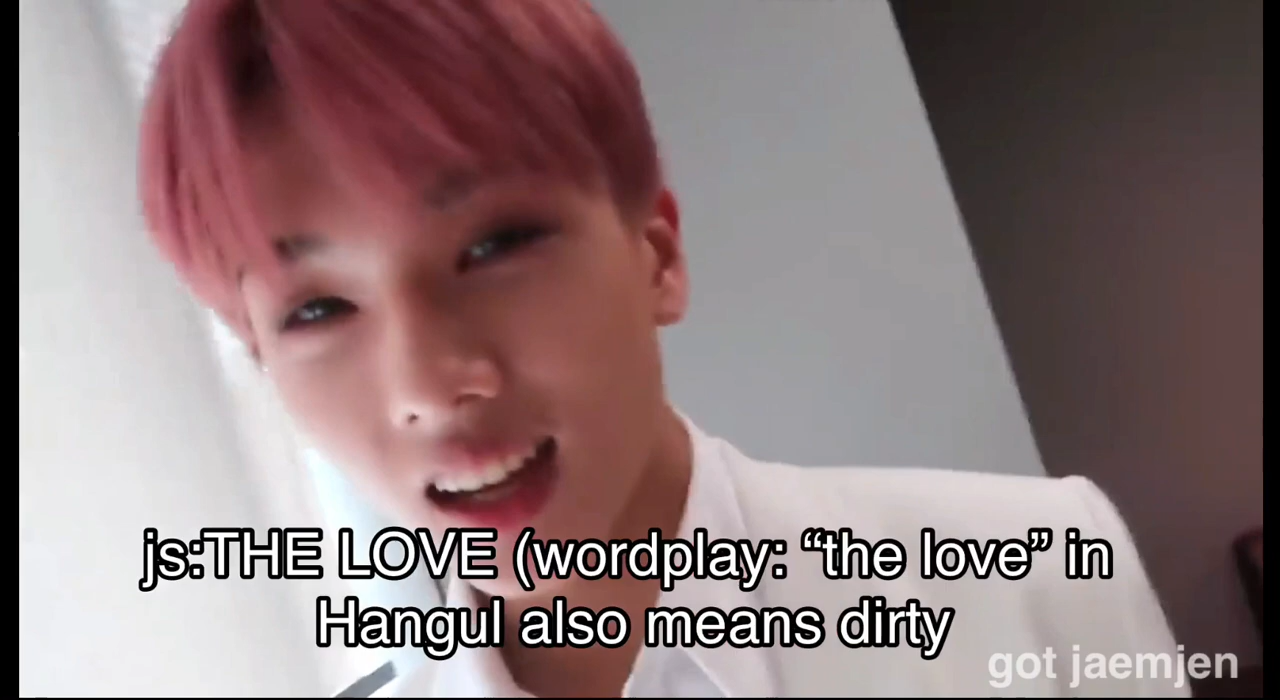 js:THE LOVE (wordplay: “the love” in
Hangul also means dirty
got jaemjen